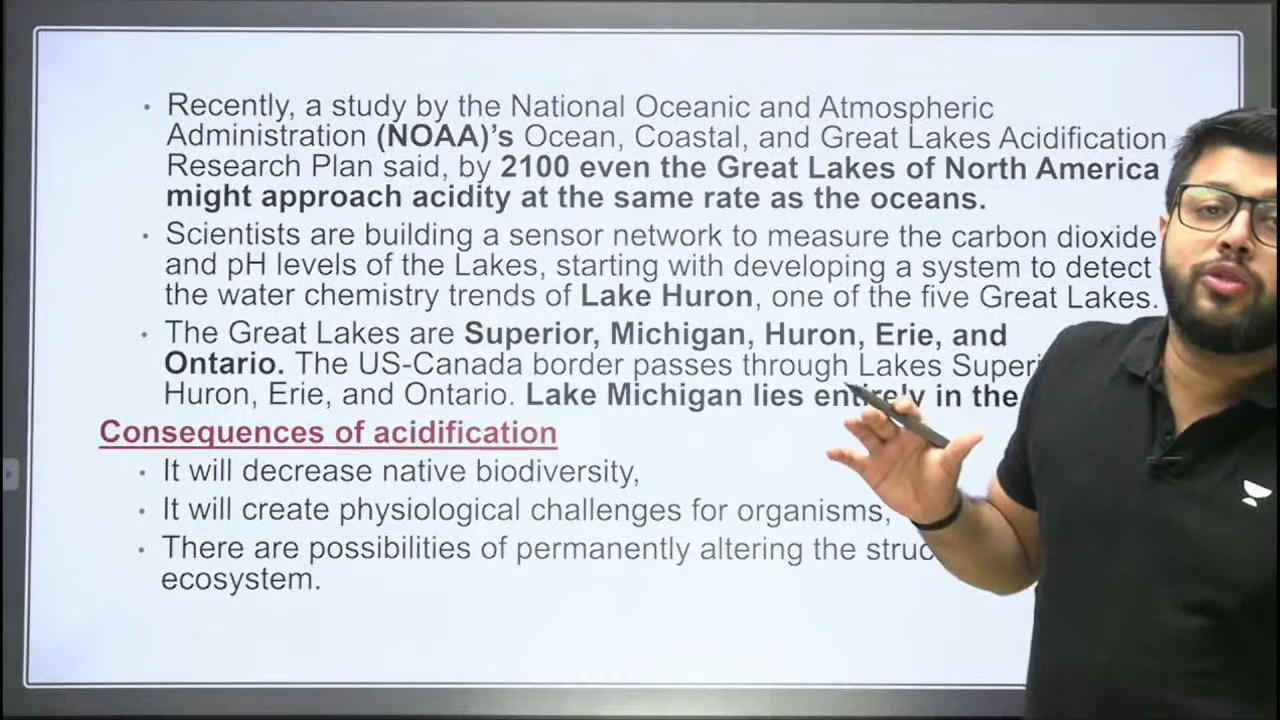 Recently, a study by the National Oceanic and Atmospheric
Administration (NOAA)’s Ocean, Coastal, and Great Lakes Acidification
Research Plan said, by 2100 even the Great Lakes of North America
might approach acidity at the same rate as the oceans.
Scientists are building a sensor network to measure the carbon dioxide
and pH levels of the Lakes, starting with developing a system to detect
the water chemistry trends of Lake Huron, one of the five Great Lakes.
The Great Lakes are Superior, Michigan, Huron, Erie, and
Ontario. The US-Canada border passes through Lakes
Huron, Erie, and Ontario. Lake Michigan lies entirely in the
Consequences of acidification
It will decrease native biodiversity,
It will create physiological challenges for organisms,
There are possibilities of permanently altering the
ecosystem.